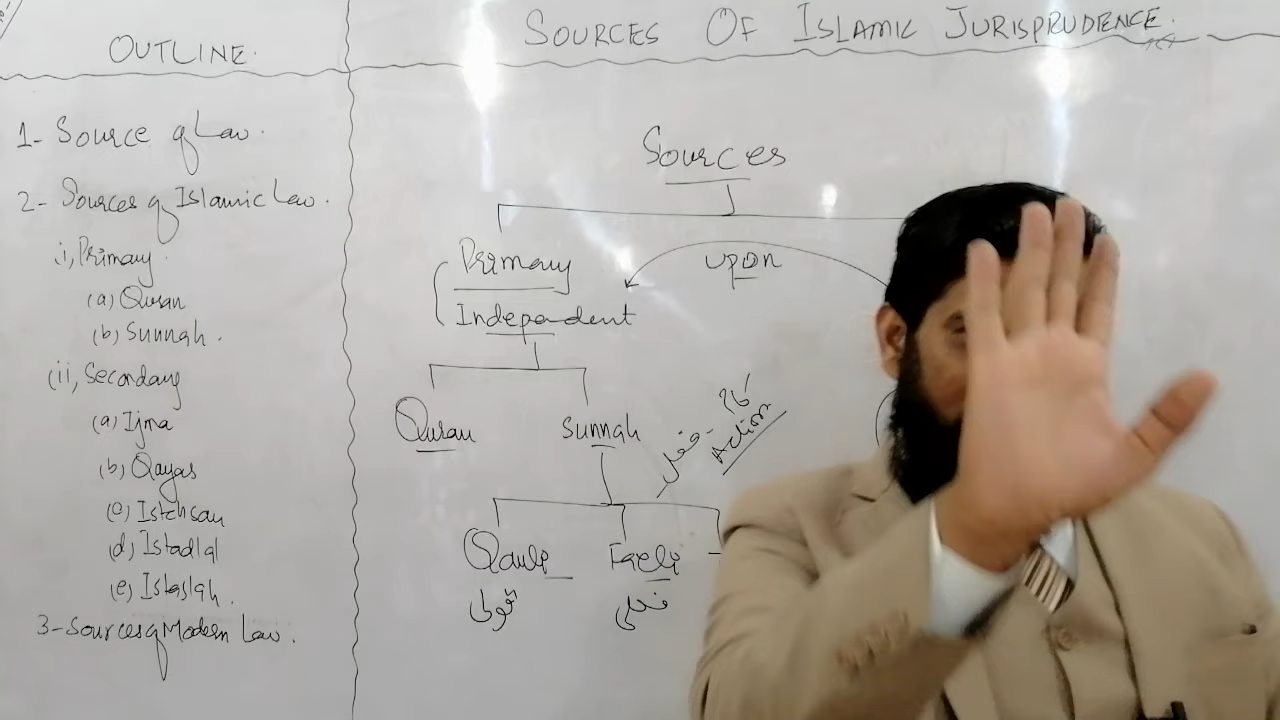 OUTLINE.
1- Source of Law.
2- Sources of Islamic Law.
i, Primary.
(a) Quran
(b) Sunnah.
(ii, Secondary
(a) Ijma
(b) Qayas
(c) Istehsan
(d) Istadlal
(e) Istaslah.
3- Sources of Modern Law.
SOURCES OF ISLAMIC JURISPRUDENCE.
Sources
Primary
upon
Independent
Quran
Sunnah
فعل - کام
Action
Qauli
Faeli
قولی
فعلی